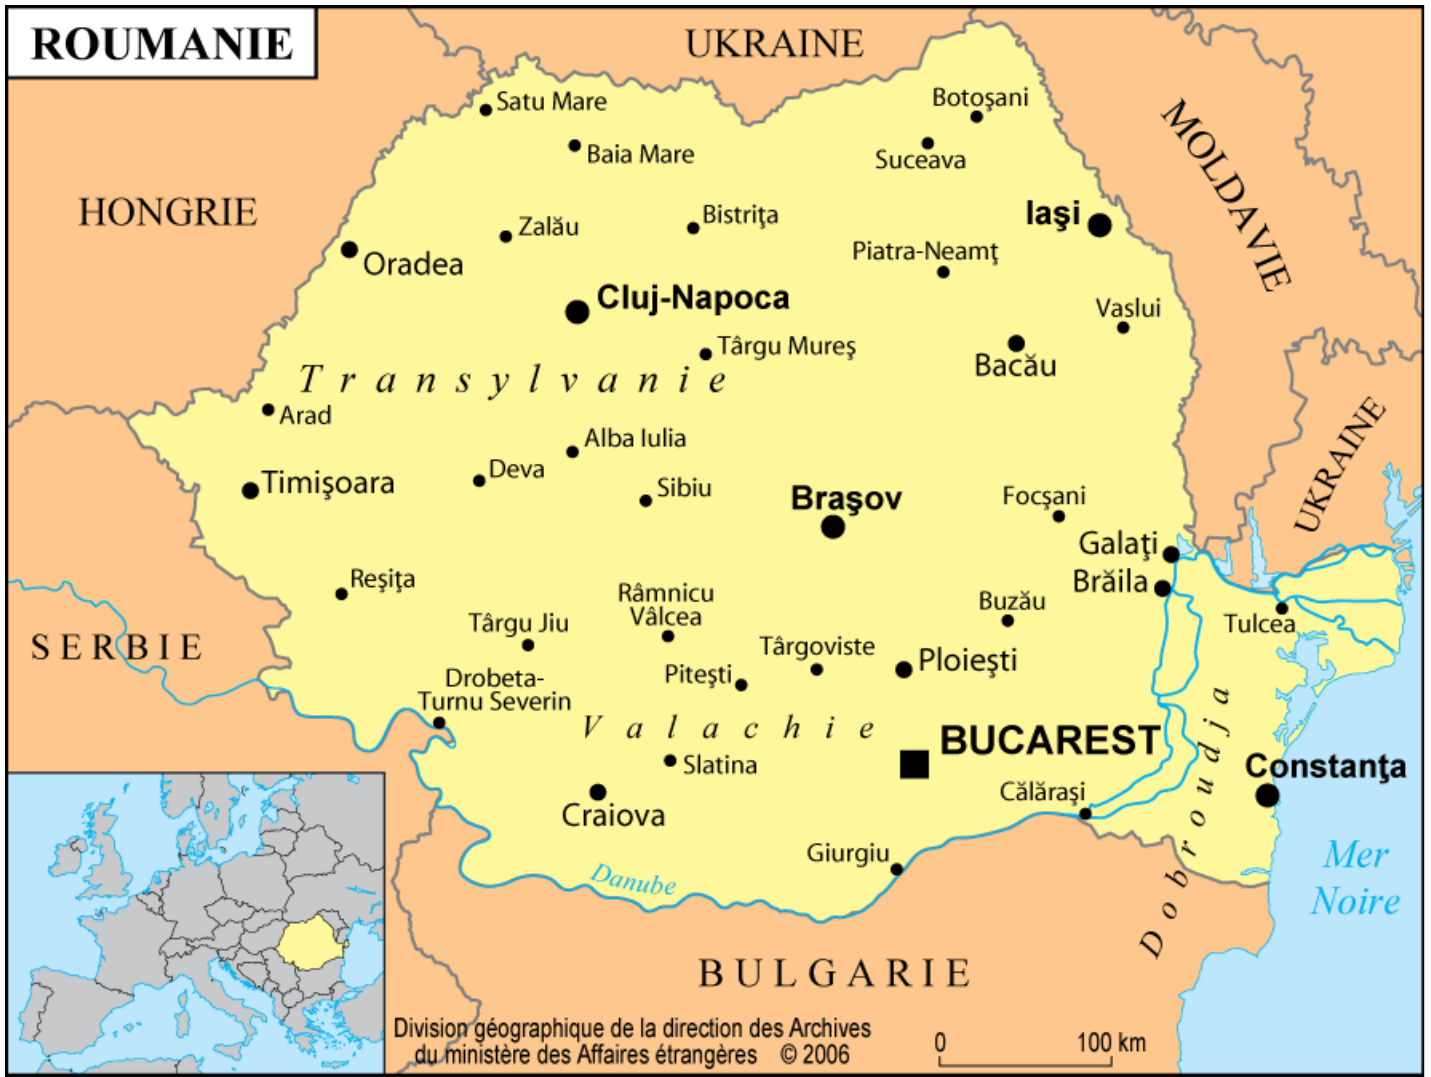 ROUMANIE
UKRAINE
Satu Mare
Botoşani
Baia Mare
Suceava
MOLDAVIE
HONGRIE
Zalău
Bistriţa
Iaşi
Oradea
Piatra-Neamţ
Cluj-Napoca
Vaslui
Târgu Mureş
Bacău
Transylvanie
Arad
UKRAINE
Alba Iulia
Deva
Timişoara
Sibiu
Braşov
Focşani
Galaţi
Reşiţa
Brăila
Râmnicu
Vâlcea
Buzău
Târgu Jiu
Tulcea
SERBIE
Târgoviste
Ploieşti
Piteşti
Drobeta-
Turnu Severin
Valachie
BUCAREST
Slatina
Constanţa
Călăraşi
Craiova
Dobroudja
Giurgiu
Mer
Noire
Danube
BULGARIE
Division géographique de la direction des Archives
du ministère des Affaires étrangères © 2006
0 100 km